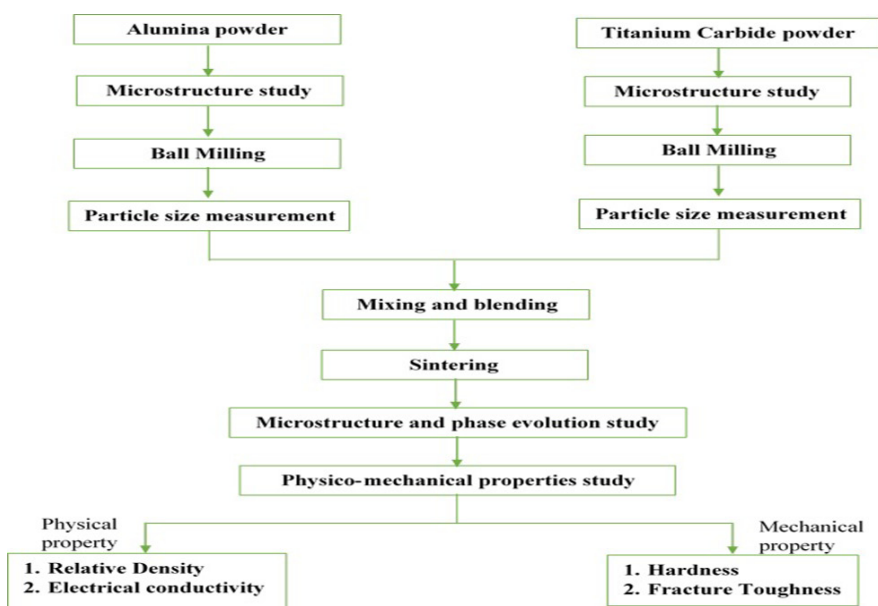 Alumina powder
Titanium Carbide powder
Microstructure study
Microstructure study
Ball Milling
Ball Milling
Particle size measurement
Particle size measurement
Mixing and blending
Sintering
Microstructure and phase evolution study
Physico-mechanical properties study
Physical
property
1. Relative Density
2. Electrical conductivity
Mechanical
property
1. Hardness
2. Fracture Toughness